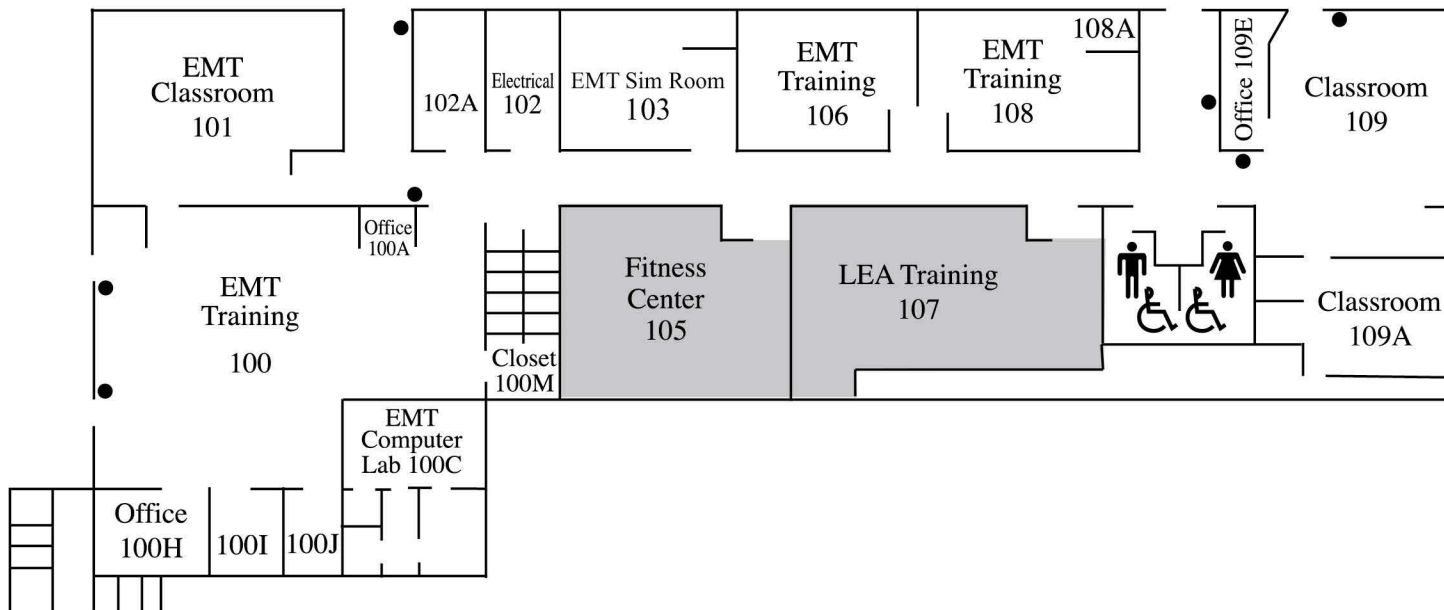 EMT
Classroom
101
102A
Electrical
102
EMT Sim Room
103
EMT
Training
106
EMT
Training
108
108A
Office 109E
Classroom
109
Office
100A
EMT
Training
100
Closet
100M
Fitness
Center
105
LEA Training
107
Classroom
109A
EMT
Computer
Lab 100C
Office
100H
100I
100J